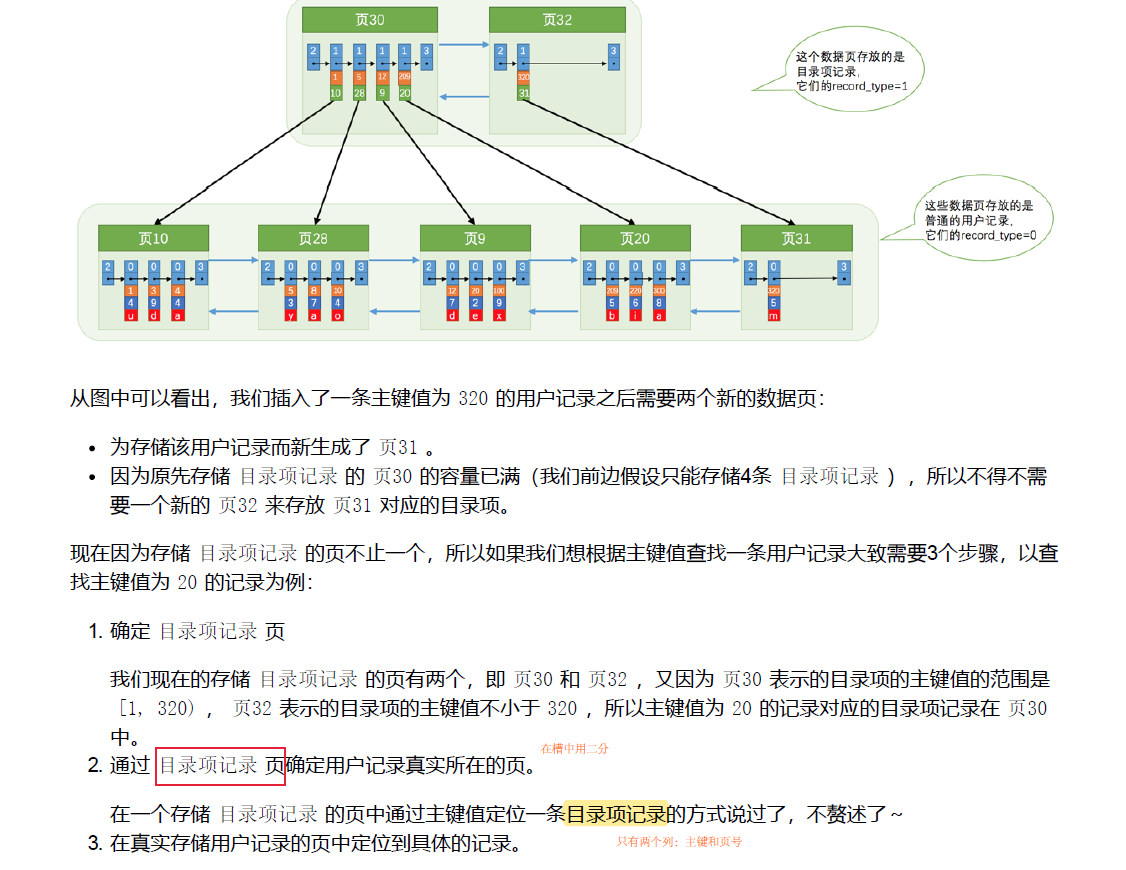 页30 页32
2 1 1 1 1 3 2 1 3
1 5 12 209 320
10 28 9 20 31
这个数据页存放的是
目录项记录,
它们的record_type=1
这些数据页存放的是
普通的用户记录,
它们的record_type=0
页10 页28 页9 页20 页31
2 0 0 0 3 2 0 0 0 3 2 0 0 0 3 2 0 0 0 3 2 0 3
1 3 4 5 8 10 12 20 100 209 220 300 320
4 9 4 3 7 4 7 2 9 5 6 8 5
u d a y a o d e x b i a m
从图中可以看出，我们插入了一条主键值为 320 的用户记录之后需要两个新的数据页：
• 为存储该用户记录而新生成了 页31 。
• 因为原先存储 目录项记录 的 页30 的容量已满（我们前边假设只能存储4条 目录项记录 ），所以不得不需
要一个新的 页32 来存放 页31 对应的目录项。
现在因为存储 目录项记录 的页不止一个，所以如果我们想根据主键值查找一条用户记录大致需要3个步骤，以查
找主键值为 20 的记录为例：
1. 确定 目录项记录 页
我们现在的存储 目录项记录 的页有两个，即 页30 和 页32 ，又因为 页30 表示的目录项的主键值的范围是
[1, 320) ， 页32 表示的目录项的主键值不小于 320 ，所以主键值为 20 的记录对应的目录项记录在 页30
中。
在槽中用二分
2. 通过 目录项记录 页确定用户记录真实所在的页。
在一个存储 目录项记录 的页中通过主键值定位一条目录项记录的方式说过了，不赘述了～
只有两个列：主键和页号
3. 在真实存储用户记录的页中定位到具体的记录。